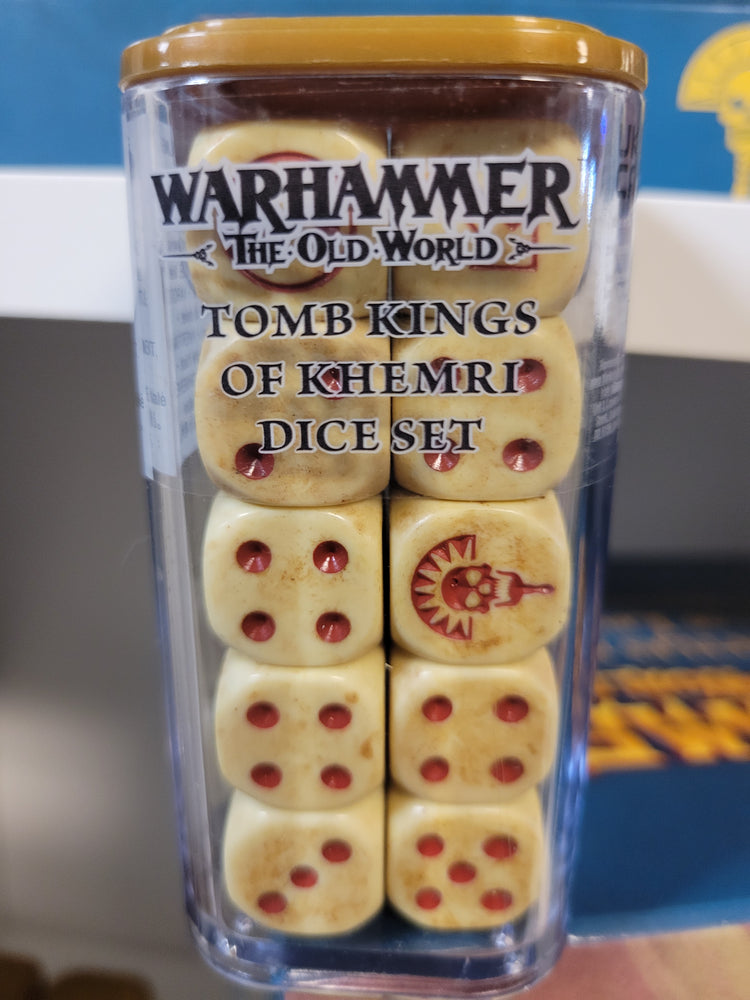 WARHAMMER
THE • OLD • WORLD
TOMB KINGS
OF KHEMRI
DICE SET